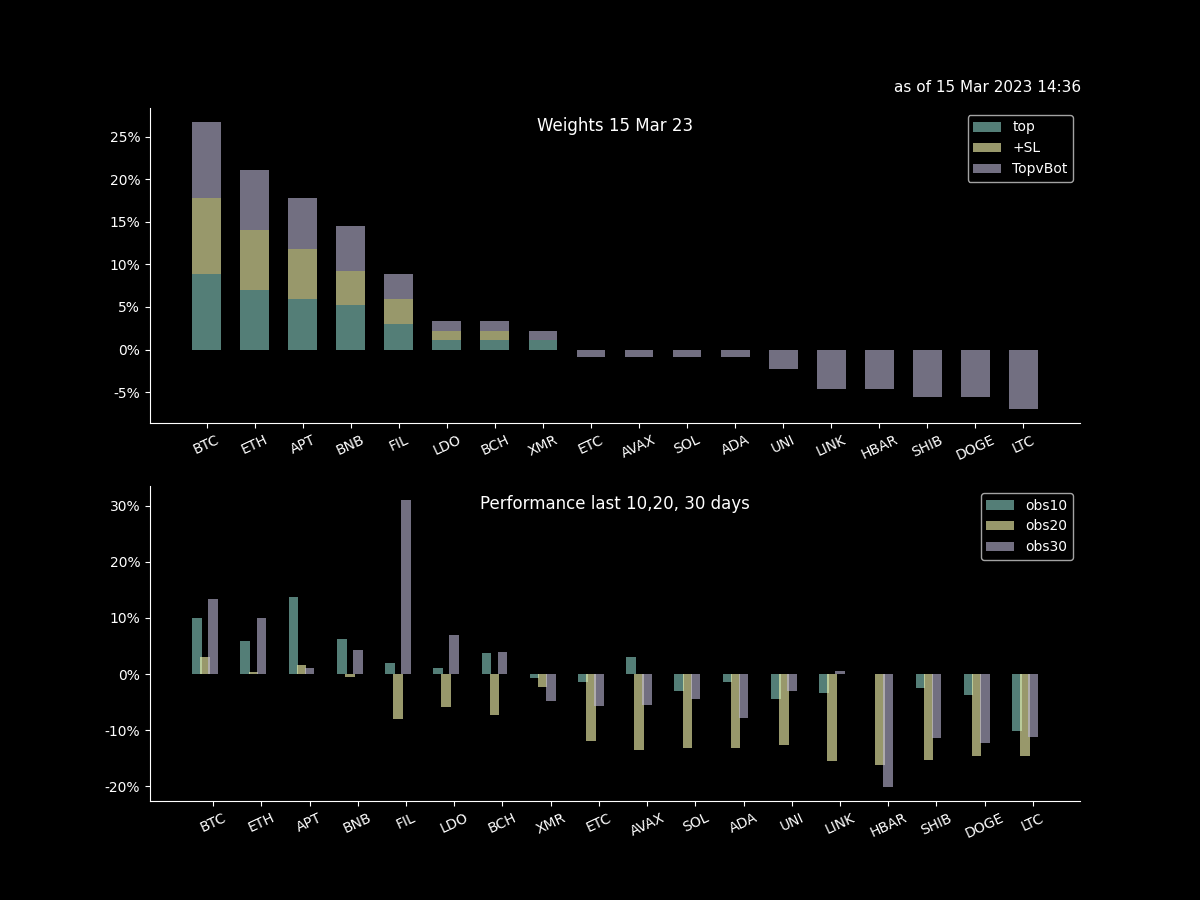 as of 15 Mar 2023 14:36
Weights 15 Mar 23
top
+SL
TopvBot
25%
20%
15%
10%
5%
0%
-5%
BTC ETH APT BNB FIL LDO BCH XMR ETC AVAX SOL ADA UNI LINK HBAR SHIB DOGE LTC
Performance last 10,20, 30 days
obs10
obs20
obs30
30%
20%
10%
0%
-10%
-20%
BTC ETH APT BNB FIL LDO BCH XMR ETC AVAX SOL ADA UNI LINK HBAR SHIB DOGE LTC